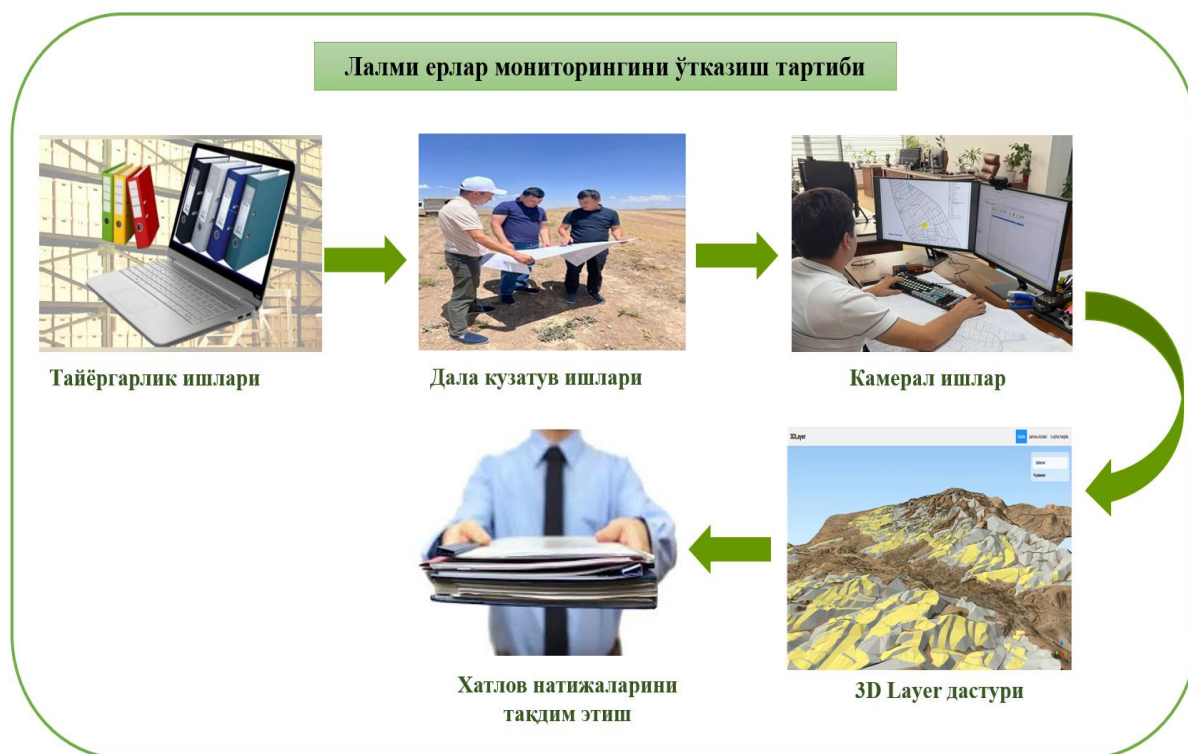 Лалми ерлар мониторингини ўтказиш тартиби
Тайёргарлик ишлари
Дала кузатув ишлари
Камерал ишлар
3DLayer
3D Layer дастури
Хатлов натижаларини
тақдим этиш